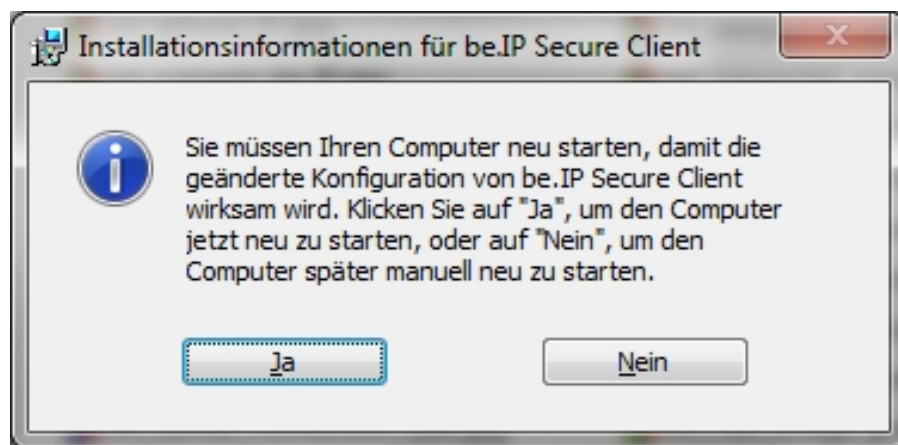 Installationsinformationen für be.IP Secure Client
Sie müssen Ihren Computer neu starten, damit die
geänderte Konfiguration von be.IP Secure Client
wirksam wird. Klicken Sie auf "Ja", um den Computer
jetzt neu zu starten, oder auf "Nein", um den
Computer später manuell neu zu starten.
Ja
Nein